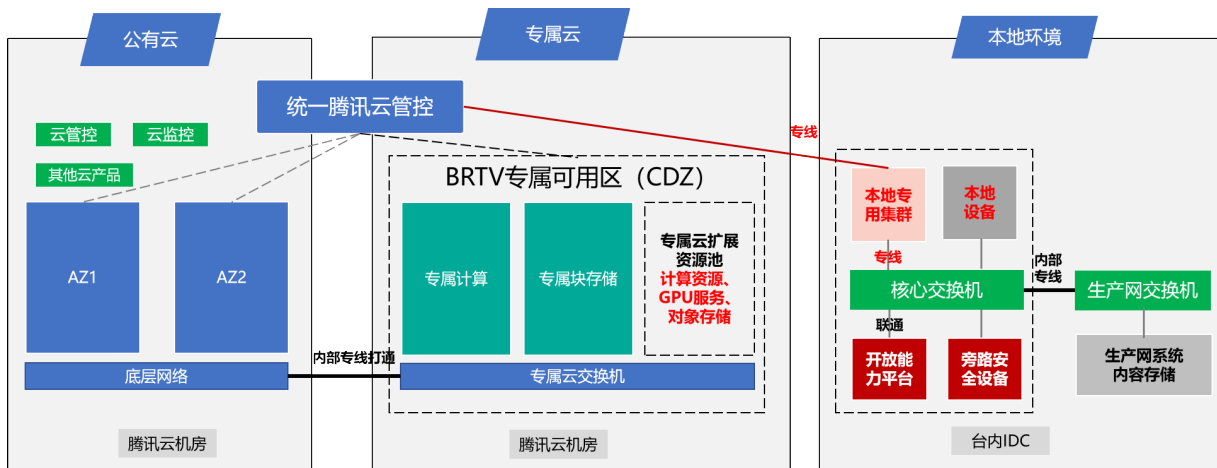 公有云
专属云
本地环境
统一腾讯云管控
云管控
云监控
其他云产品
专线
BRTV专属可用区（CDZ）
AZ1
AZ2
专属计算
专属块存储
专属云扩展
资源池
计算资源、
GPU服务、
对象存储
本地专
用集群
本地
设备
专线
核心交换机
内部
专线
生产网交换机
联通
开放能
力平台
旁路安
全设备
生产网系统
内容存储
底层网络
内部专线打通
专属云交换机
腾讯云机房
腾讯云机房
台内IDC